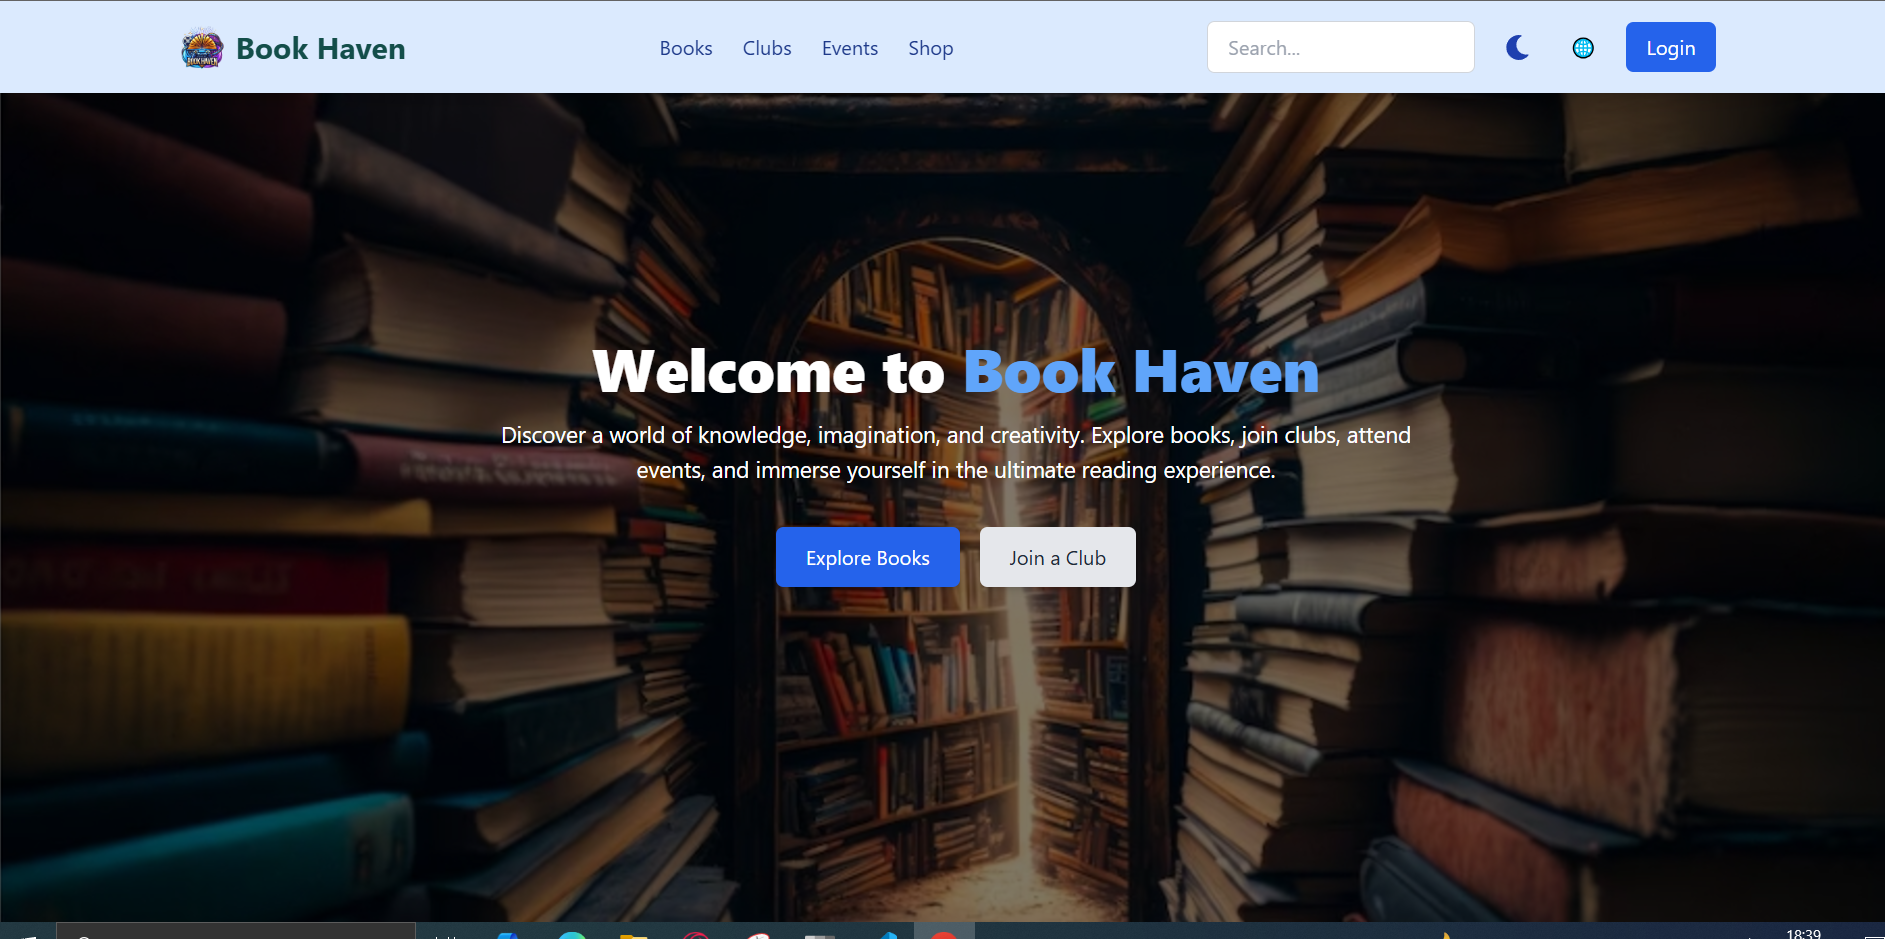 BOOK HAVEN
Book Haven
Books
Clubs
Events
Shop
Search...
Login
Welcome to Book Haven
Discover a world of knowledge, imagination, and creativity. Explore books, join clubs, attend
events, and immerse yourself in the ultimate reading experience.
Explore Books
Join a Club
18:39